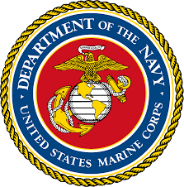 DEPARTMENT OF THE NAVY
UNITED STATES MARINE CORPS